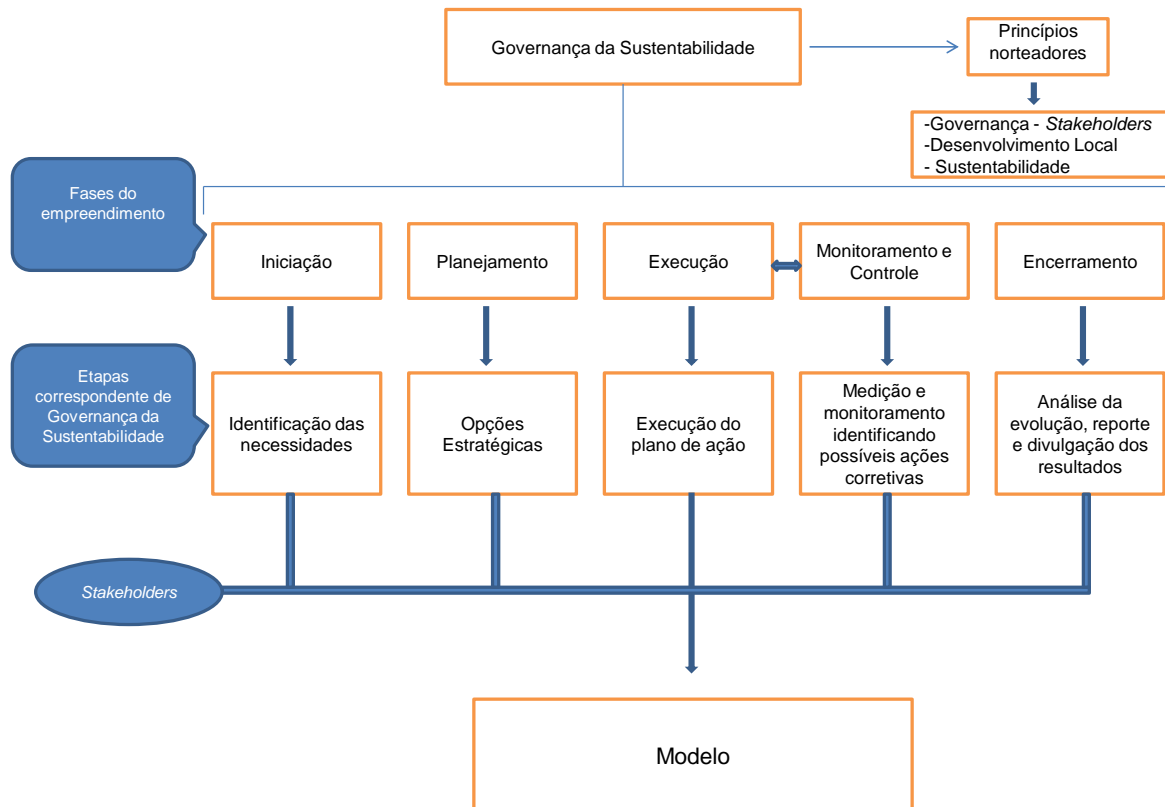 Governança da Sustentabilidade
Princípios
norteadores
-Governança - Stakeholders
-Desenvolvimento Local
- Sustentabilidade
Fases do
empreendimento
Iniciação
Planejamento
Execução
Monitoramento e
Controle
Encerramento
Etapas
correspondente de
Governança da
Sustentabilidade
Identificação das
necessidades
Opções
Estratégicas
Execução do
plano de ação
Medição e
monitoramento
identificando
possíveis ações
corretivas
Análise da
evolução, reporte
e divulgação dos
resultados
Stakeholders
Modelo